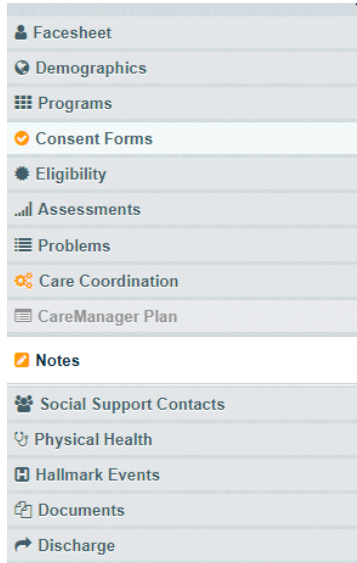 Facesheet
Demographics
Programs
Consent Forms
Eligibility
Assessments
Problems
Care Coordination
CareManager Plan
Notes
Social Support Contacts
Physical Health
Hallmark Events
Documents
Discharge